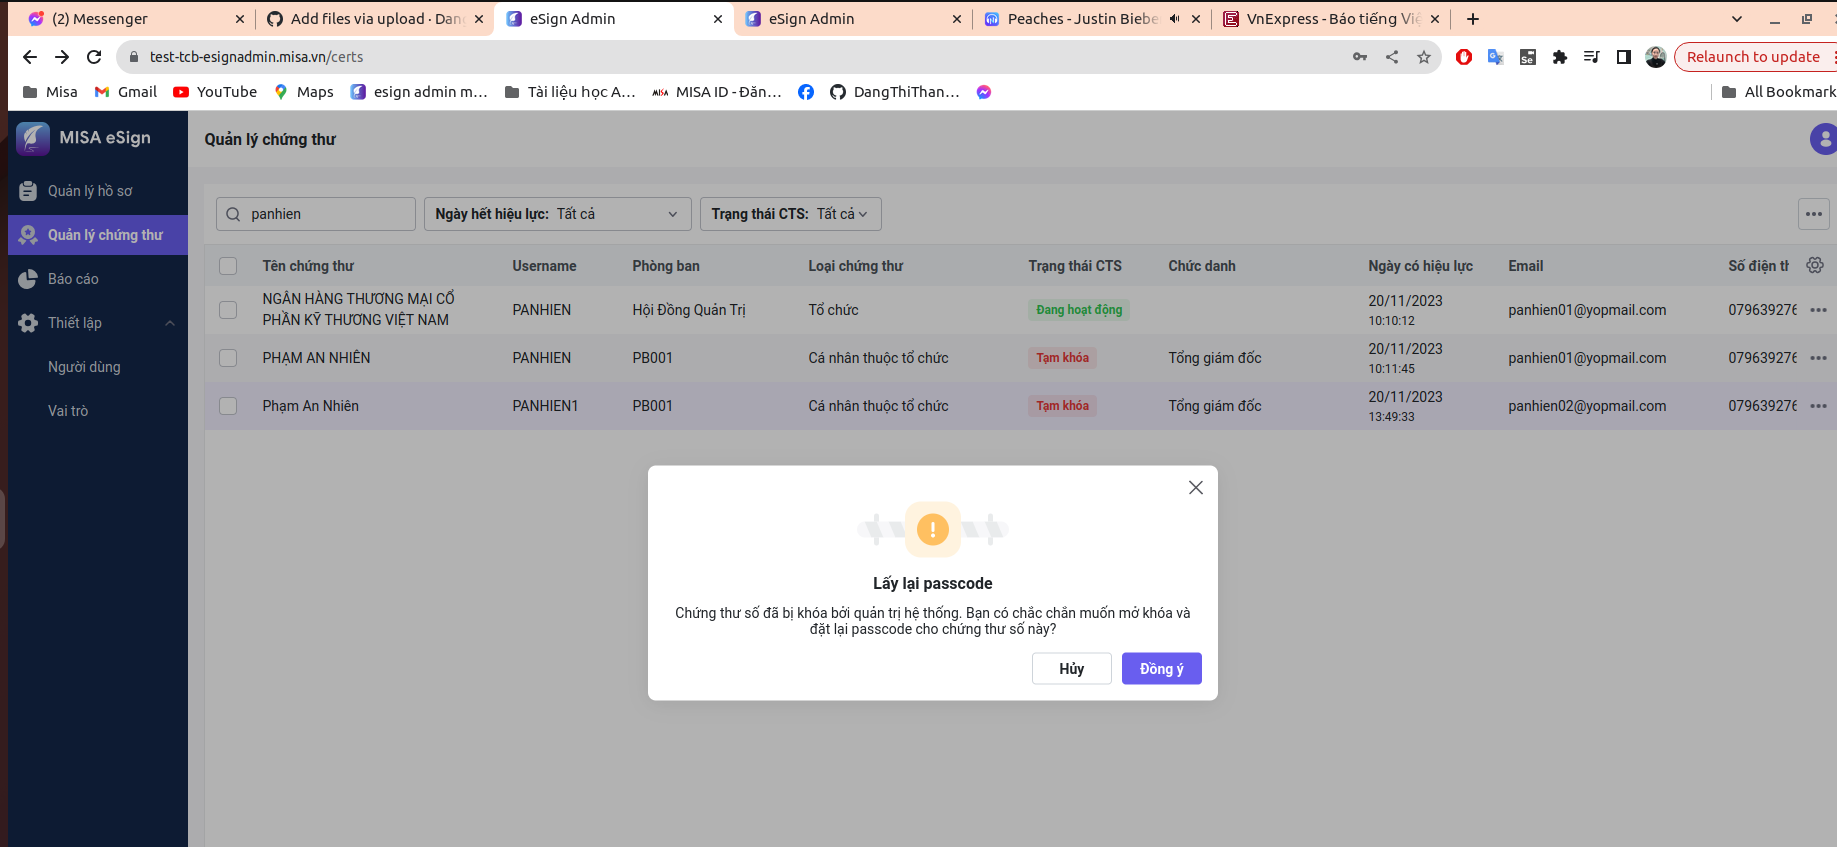 (2) Messenger
Add files via upload · Dang
eSign Admin
eSign Admin
Peaches - Justin Biebe
VnExpress - Báo tiếng Việ
test-tcb-esignadmin.misa.vn/certs
Relaunch to update
Misa
Gmail
YouTube
Maps
esign admin m...
Tài liệu học A...
MISA ID - Đăn...
DangThiThan...
All Bookmark
MISA eSign
Quản lý chứng thư
Quản lý hồ sơ
Quản lý chứng thư
Báo cáo
Thiết lập
Người dùng
Vai trò
panhien
Ngày hết hiệu lực: Tất cả
Trạng thái CTS: Tất cả
Tên chứng thư Username Phòng ban Loại chứng thư Trạng thái CTS Chức danh Ngày có hiệu lực Email Số điện th
NGÂN HÀNG THƯƠNG MẠI CỔ
PHẦN KỸ THƯƠNG VIỆT NAM
PANHIEN Hội Đồng Quản Trị Tổ chức Đang hoạt động 20/11/2023
10:10:12
panhien01@yopmail.com 079639276
PHẠM AN NHIÊN PANHIEN PB001 Cá nhân thuộc tổ chức Tạm khóa Tổng giám đốc 20/11/2023
10:11:45
panhien01@yopmail.com 079639276
Phạm An Nhiên PANHIEN1 PB001 Cá nhân thuộc tổ chức Tạm khóa Tổng giám đốc 20/11/2023
13:49:33
panhien02@yopmail.com 079639276
Lấy lại passcode
Chứng thư số đã bị khóa bởi quản trị hệ thống. Bạn có chắc chắn muốn mở khóa và
đặt lại passcode cho chứng thư số này?
Hủy
Đồng ý